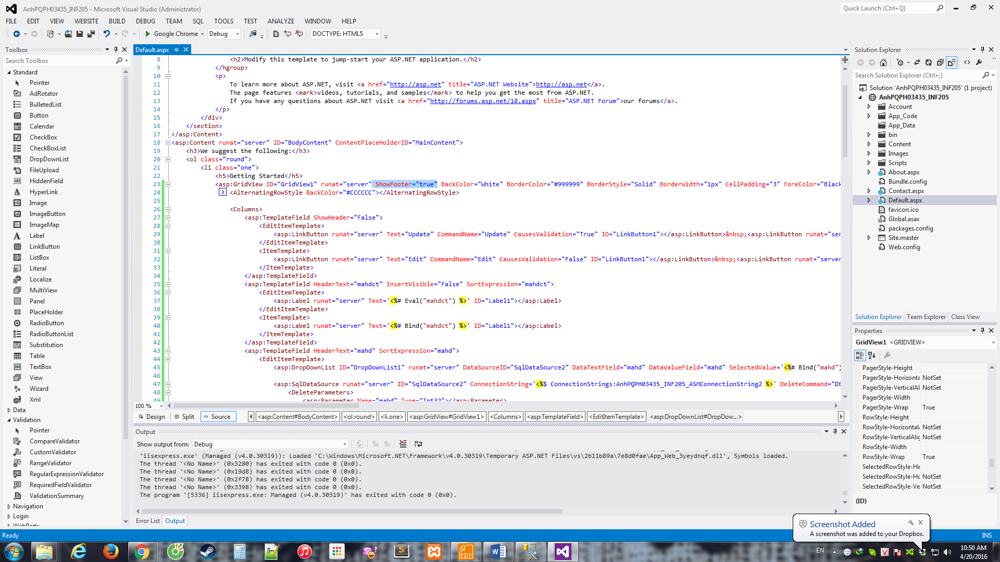 AnhPQPH03435_INF205 - Microsoft Visual Studio (Administrator)
Quick Launch (Ctrl+Q)
FILE EDIT VIEW WEBSITE BUILD DEBUG TEAM SQL TOOLS TEST ANALYZE WINDOW HELP
Google Chrome Debug DOCTYPE: HTML5
Toolbox
Search Toolbox
Standard
Pointer
AdRotator
BulletedList
Button
Calendar
CheckBox
CheckBoxList
DropDownList
FileUpload
HiddenField
HyperLink
Image
ImageButton
ImageMap
Label
LinkButton
ListBox
Literal
Localize
MultiView
Panel
PlaceHolder
RadioButton
RadioButtonList
Substitution
Table
TextBox
View
Wizard
Xml
Data
Validation
Pointer
CompareValidator
CustomValidator
RangeValidator
RegularExpressionValidator
RequiredFieldValidator
ValidationSummary
Navigation
Login
WebParts
Default.aspx
8 <h2>Modify this template to jump-start your ASP.NET application.</h2>
9 </hgroup>
10 <p>
11 To learn more about ASP.NET, visit <a href="http://asp.net" title="ASP.NET Website">http://asp.net</a>.
12 The page features <mark>videos, tutorials, and samples</mark> to help you get the most from ASP.NET.
13 If you have any questions about ASP.NET visit <a href="http://forums.asp.net/18.aspx" title="ASP.NET Forum">our forums</a>.
14 </p>
15 </div>
16 </section>
17 </asp:Content>
18 <asp:Content runat="server" ID="BodyContent" ContentPlaceHolderID="MainContent">
19 <h3>We suggest the following:</h3>
20 <ol class="round">
21 <li class="one">
22 <h5>Getting Started</h5>
23 <asp:GridView ID="GridView1" runat="server" ShowFooter="true" BackColor="White" BorderColor="#999999" BorderStyle="Solid" BorderWidth="1px" CellPadding="3" ForeColor="Black
24 <AlternatingRowStyle BackColor="#CCCCCC"></AlternatingRowStyle>
25
26 <Columns>
27 <asp:TemplateField ShowHeader="False">
28 <EditItemTemplate>
29 <asp:LinkButton runat="server" Text="Update" CommandName="Update" CausesValidation="True" ID="LinkButton1"></asp:LinkButton>&nbsp;<asp:LinkButton runat="ser
30 </EditItemTemplate>
31 <ItemTemplate>
32 <asp:LinkButton runat="server" Text="Edit" CommandName="Edit" CausesValidation="False" ID="LinkButton1"></asp:LinkButton>&nbsp;<asp:LinkButton runat="server
33 </ItemTemplate>
34 </asp:TemplateField>
35 <asp:TemplateField HeaderText="mahdct" InsertVisible="False" SortExpression="mahdct">
36 <EditItemTemplate>
37 <asp:Label runat="server" Text='<%# Eval("mahdct") %>' ID="Label1"></asp:Label>
38 </EditItemTemplate>
39 <ItemTemplate>
40 <asp:Label runat="server" Text='<%# Bind("mahdct") %>' ID="Label1"></asp:Label>
41 </ItemTemplate>
42 </asp:TemplateField>
43 <asp:TemplateField HeaderText="mahd" SortExpression="mahd">
44 <EditItemTemplate>
45 <asp:DropDownList ID="DropDownList1" runat="server" DataSourceID="SqlDataSource2" DataTextField="mahd" DataValueField="mahd" SelectedValue='<%# Bind("mahd")
46
47 <asp:SqlDataSource runat="server" ID="SqlDataSource2" ConnectionString='<%$ ConnectionStrings:AnhPQPH03435_INF205_ASMConnectionString2 %>' DeleteCommand="DE
48 <DeleteParameters>
49 <asp:Parameter Name="mahd" Type="Int32"></asp:Parameter>
100 %
Design Split Source <asp:Content#BodyContent> <ol.round> <li.one> <asp:GridView#GridView1> <Columns> <asp:TemplateField> <EditItemTemplate> <asp:DropDownList#DropDow...>
Output
Show output from: Debug
'iisexpress.exe' (Managed (v4.0.30319)): Loaded 'C:\Windows\Microsoft.NET\Framework\v4.0.30319\Temporary ASP.NET Files\vs\2b11b89a\7e8d0fae\App_Web_3yeydnqf.dll', Symbols loaded.
The thread '<No Name>' (0x3280) has exited with code 0 (0x0).
The thread '<No Name>' (0x19d8) has exited with code 0 (0x0).
The thread '<No Name>' (0x2f78) has exited with code 0 (0x0).
The thread '<No Name>' (0x3398) has exited with code 0 (0x0).
The program '[5336] iisexpress.exe: Managed (v4.0.30319)' has exited with code 0 (0x0).
Error List Output
Solution Explorer
Search Solution Explorer (Ctrl+;)
Solution 'AnhPQPH03435_INF205' (1 project)
AnhPQPH03435_INF205
Account
App_Code
App_Data
bin
Content
Images
Scripts
About.aspx
Bundle.config
Contact.aspx
Default.aspx
favicon.ico
Global.asax
packages.config
Site.master
Web.config
Solution Explorer Team Explorer Class View
Properties
GridView1 <GRIDVIEW>
PagerStyle-Height
PagerStyle-Horizonta NotSet
PagerStyle-VerticalAl NotSet
PagerStyle-Width
PagerStyle-Wrap True
RowStyle-Height
RowStyle-Horizontal NotSet
RowStyle-VerticalAlig NotSet
RowStyle-Width
RowStyle-Wrap True
SelectedRowStyle-He
SelectedRowStyle-Ho NotSet
SelectedRowStyle-Ve NotSet
(ID)
Screenshot Added
A screenshot was added to your Dropbox.
Ready INS
EN
10:50 AM
4/20/2016